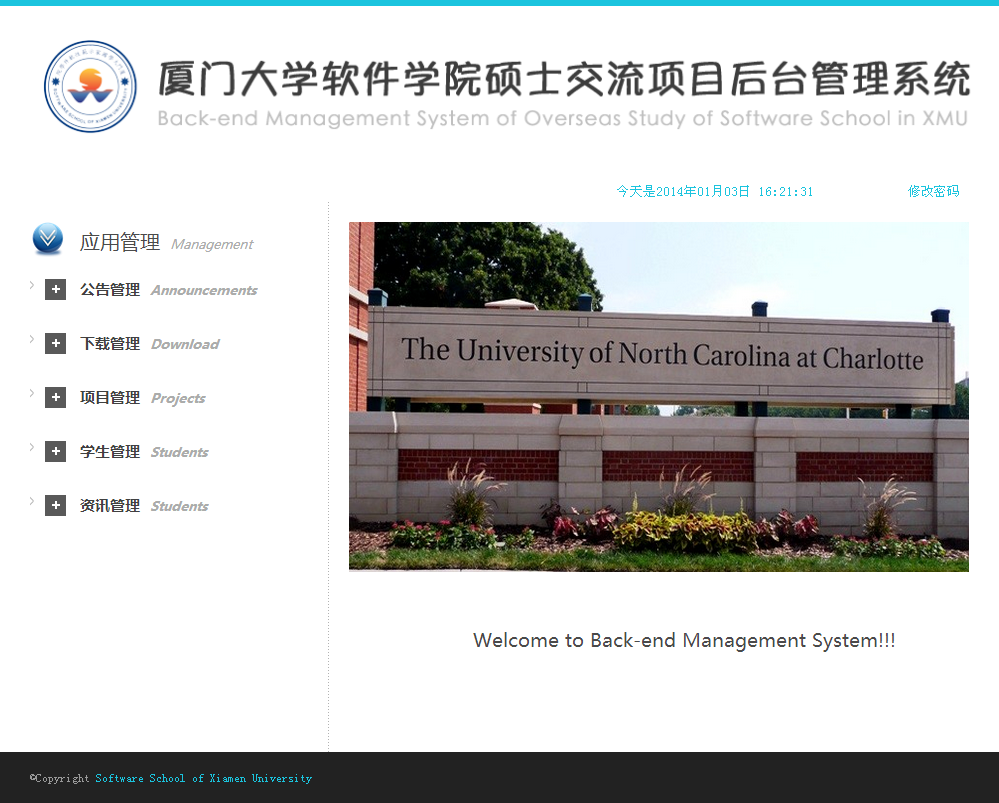 厦门大学软件学院硕士交流项目后台管理系统
Back-end Management System of Overseas Study of Software School in XMU
今天是2014年01月03日 16:21:31 修改密码
应用管理 Management
公告管理 Announcements
下载管理 Download
项目管理 Projects
学生管理 Students
资讯管理 Students
The University of North Carolina at Charlotte
Welcome to Back-end Management System!!!
©Copyright Software School of Xiamen University